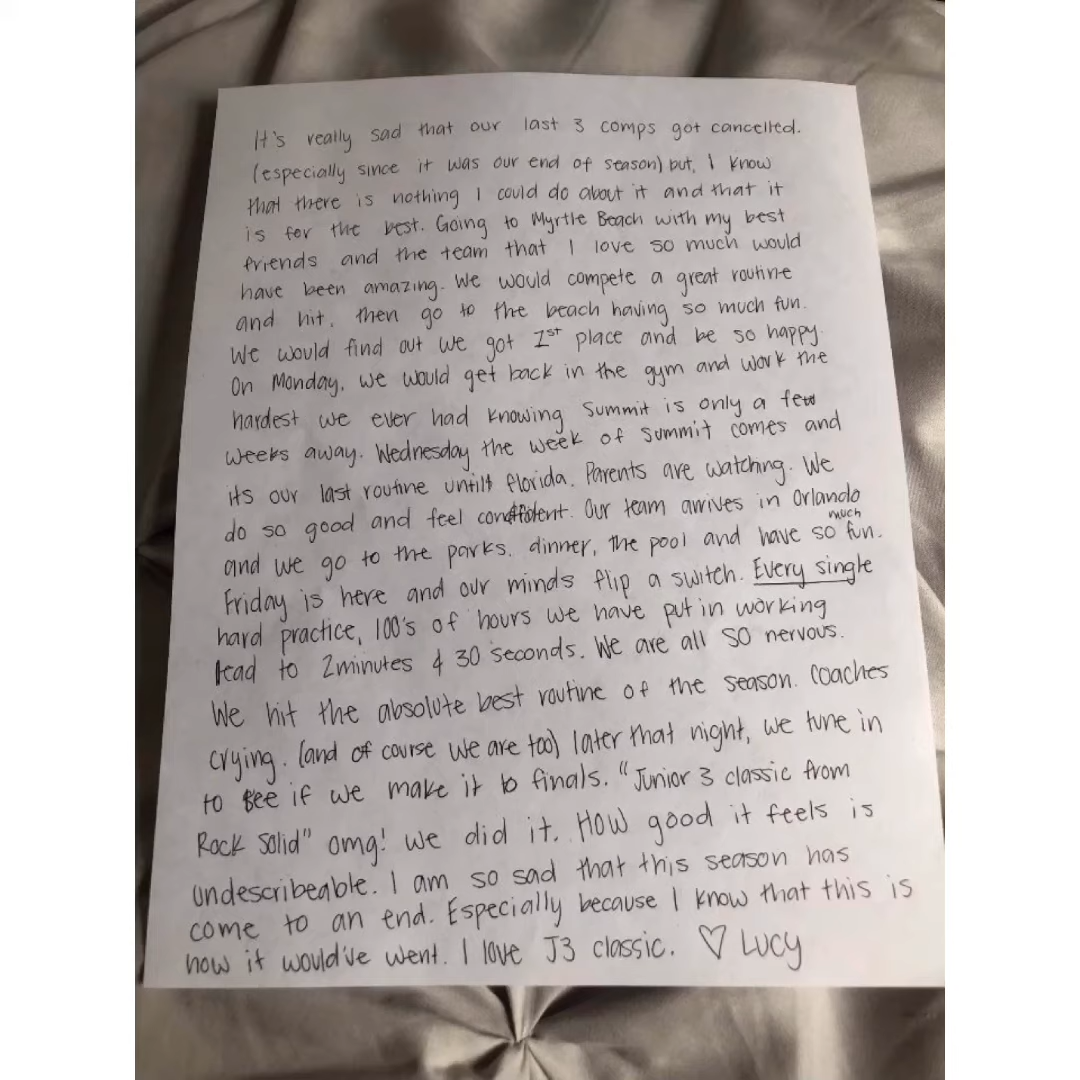 It's really sad that our last 3 comps got cancelled.
(especially since it was our end of season) but, I know
that there is nothing I could do about it and that it
is for the best. Going to Myrtle Beach with my best
friends and the team that I love so much would
have been amazing. We would compete a great routine
and hit, then go to the beach having so much fun.
We would find out we got 1st place and be so happy.
On Monday, we would get back in the gym and work the
hardest we ever had knowing Summit is only a few
weeks away. Wednesday the week of Summit comes and
its our last routine until florida. Parents are watching. We
do so good and feel confident. Our team arrives in Orlando
and we go to the parks, dinner, the pool and have so much fun.
Friday is here and our minds flip a switch. Every single
hard practice, 100's of hours we have put in working
lead to 2minutes & 30 seconds. We are all SO nervous.
We hit the absolute best routine of the season. Coaches
crying. (and of course we are too) later that night, we tune in
to see if we make it to finals. "Junior 3 classic from
Rock Solid" omg! we did it. How good it feels is
undescribeable. I am so sad that this season has
come to an end. Especially because I know that this is
how it would've went. I love J3 classic. ♡ Lucy